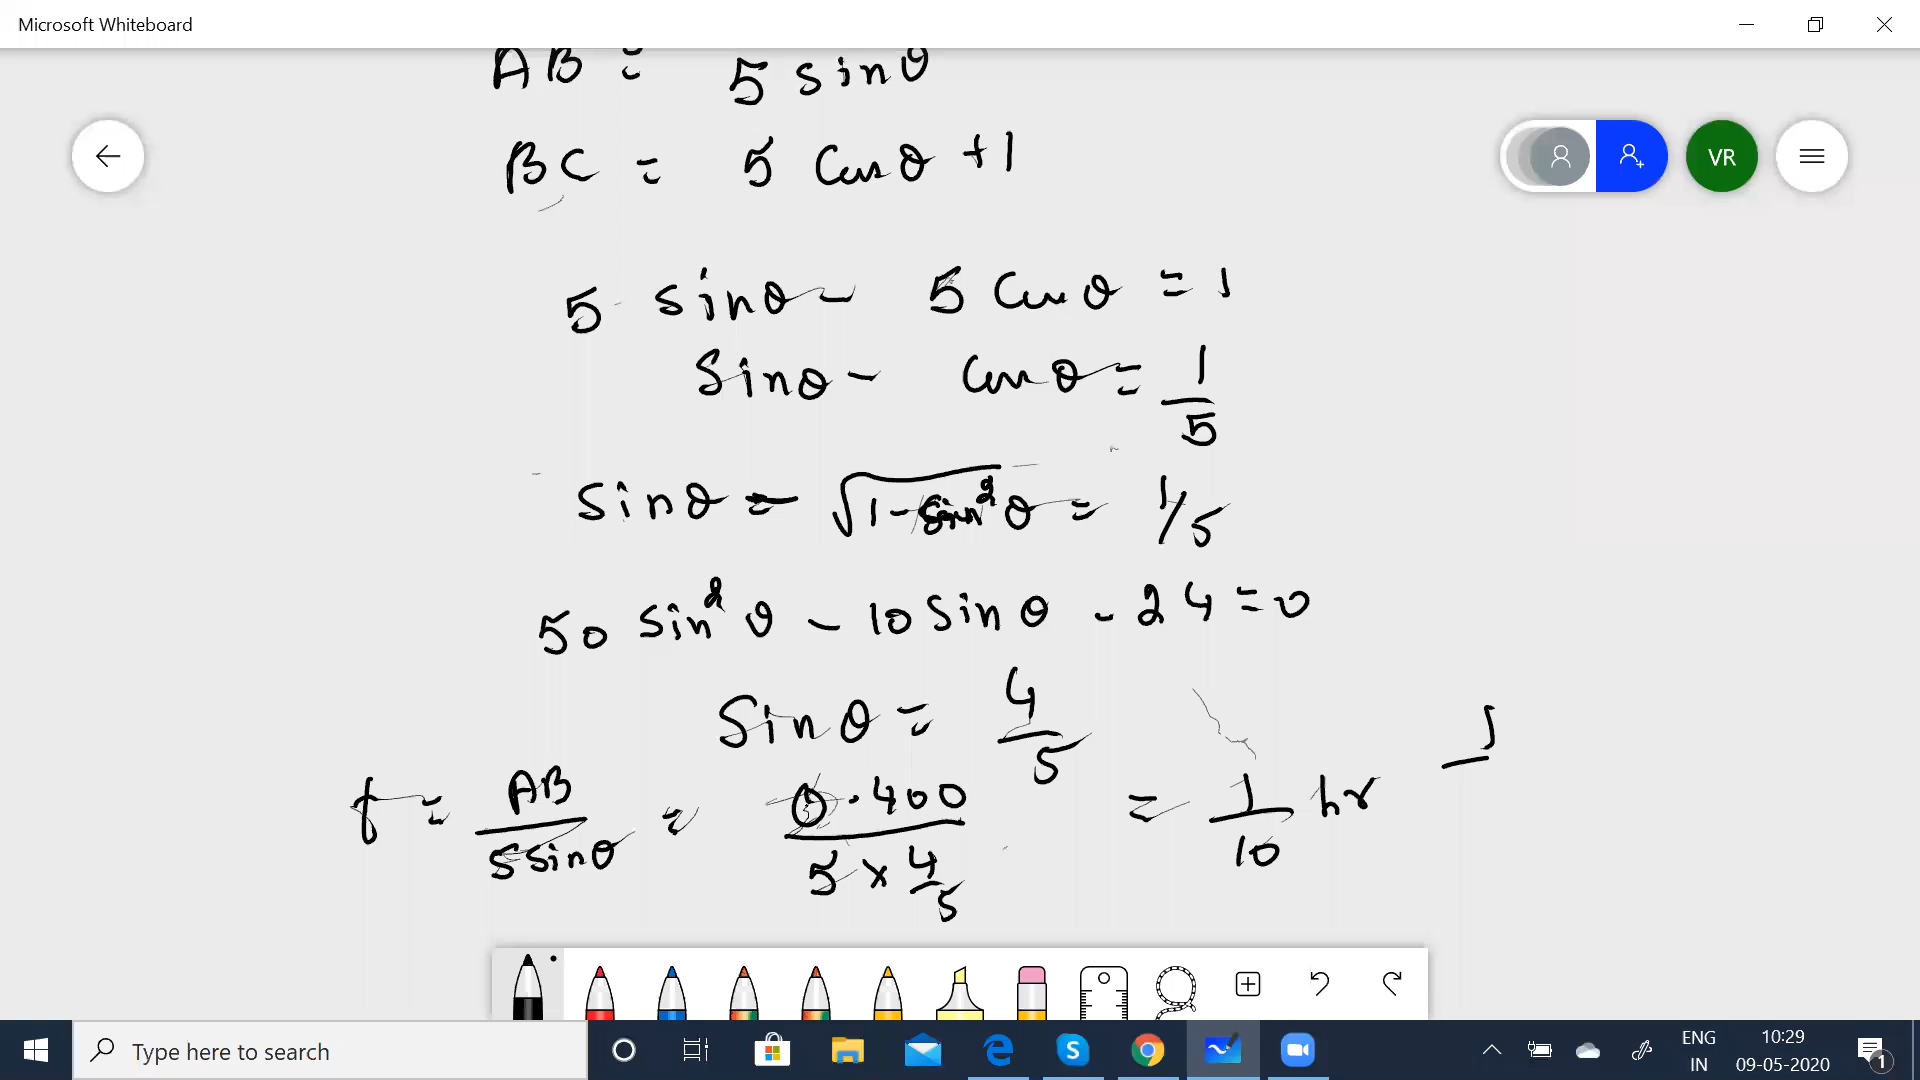 Microsoft Whiteboard
AB = 5 sinθ
BC = 5 Cosθ +1
VR
5 sinθ - 5 Cosθ = 1
Sinθ - Cosθ = 1/5
Sinθ - √1-sin²θ = 1/5
50 sin²θ - 10 Sinθ - 24 = 0
Sinθ = 4/5
t = AB/5sinθ = 0.400/5×4/5 = 1/10 hr
Type here to search
ENG
IN
10:29
09-05-2020
1